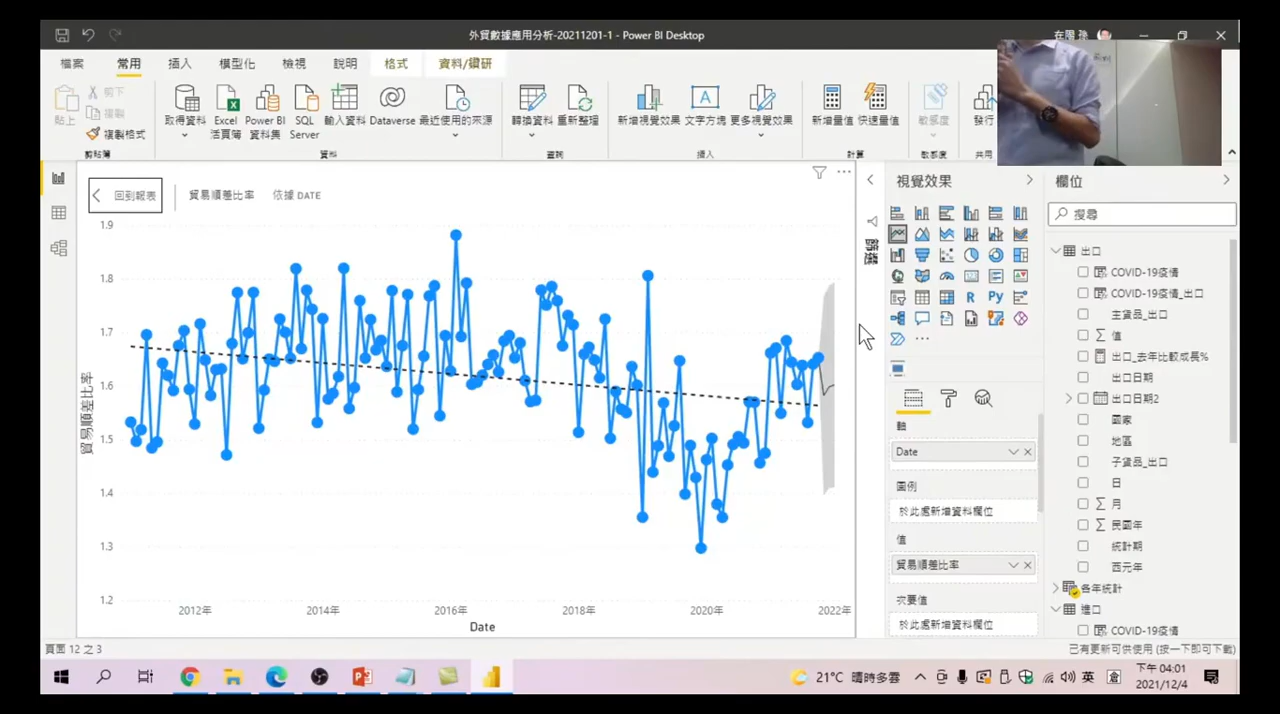 外貿數據應用分析-20211201-1 - Power BI Desktop
檔案 常用 插入 模型化 檢視 說明 格式 資料/鑽研
貼上 剪下 複製 複製格式 剪貼簿
取得資料 Excel 活頁簿 Power BI 資料集 SQL Server 輸入資料 Dataverse 最近使用的來源 資料
轉換資料 重新整理 查詢
新增視覺效果 文字方塊 更多視覺效果 插入
新增量值 快速量值 計算
敏感度 敏感度
發行 共用
回到報表 貿易順差比率 依據 DATE
1.9
1.8
1.7
1.6
1.5
1.4
1.3
1.2
貿易順差比率
2012年 2014年 2016年 2018年 2020年 2022年
Date
篩選
視覺效果
R Py
軸
Date
圖例
於此處新增資料欄位
值
貿易順差比率
次要值
於此處新增資料欄位
欄位
搜尋
出口
COVID-19疫情
COVID-19疫情_出口
主貨品_出口
值
出口_去年比較成長%
出口日期
出口日期2
國家
地區
子貨品_出口
日
月
民國年
統計期
西元年
各年統計
進口
COVID-19疫情
頁面 12 之 3
已有更新可供使用 (按一下即可下載)
21°C 晴時多雲 英
下午 04:01
2021/12/4